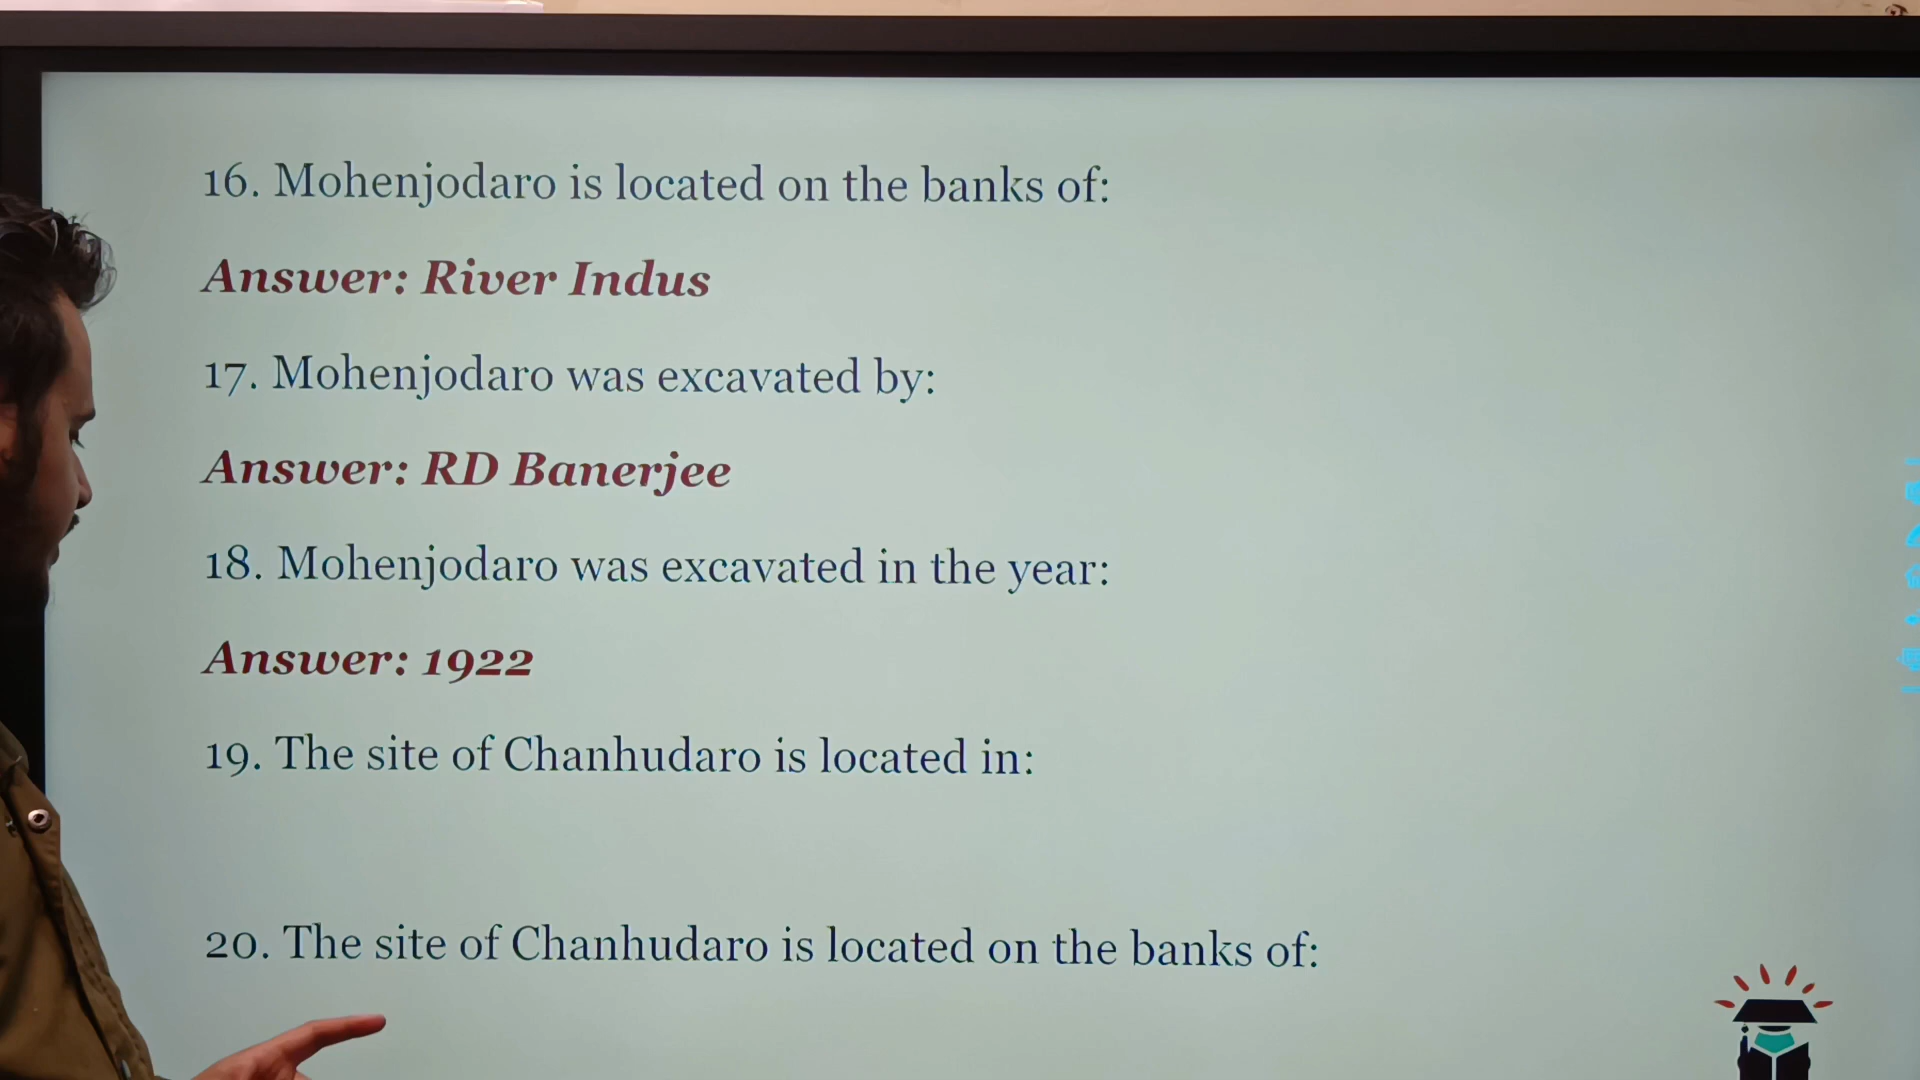 16. Mohenjodaro is located on the banks of:
Answer: River Indus
17. Mohenjodaro was excavated by:
Answer: RD Banerjee
18. Mohenjodaro was excavated in the year:
Answer: 1922
19. The site of Chanhudaro is located in:
20. The site of Chanhudaro is located on the banks of: